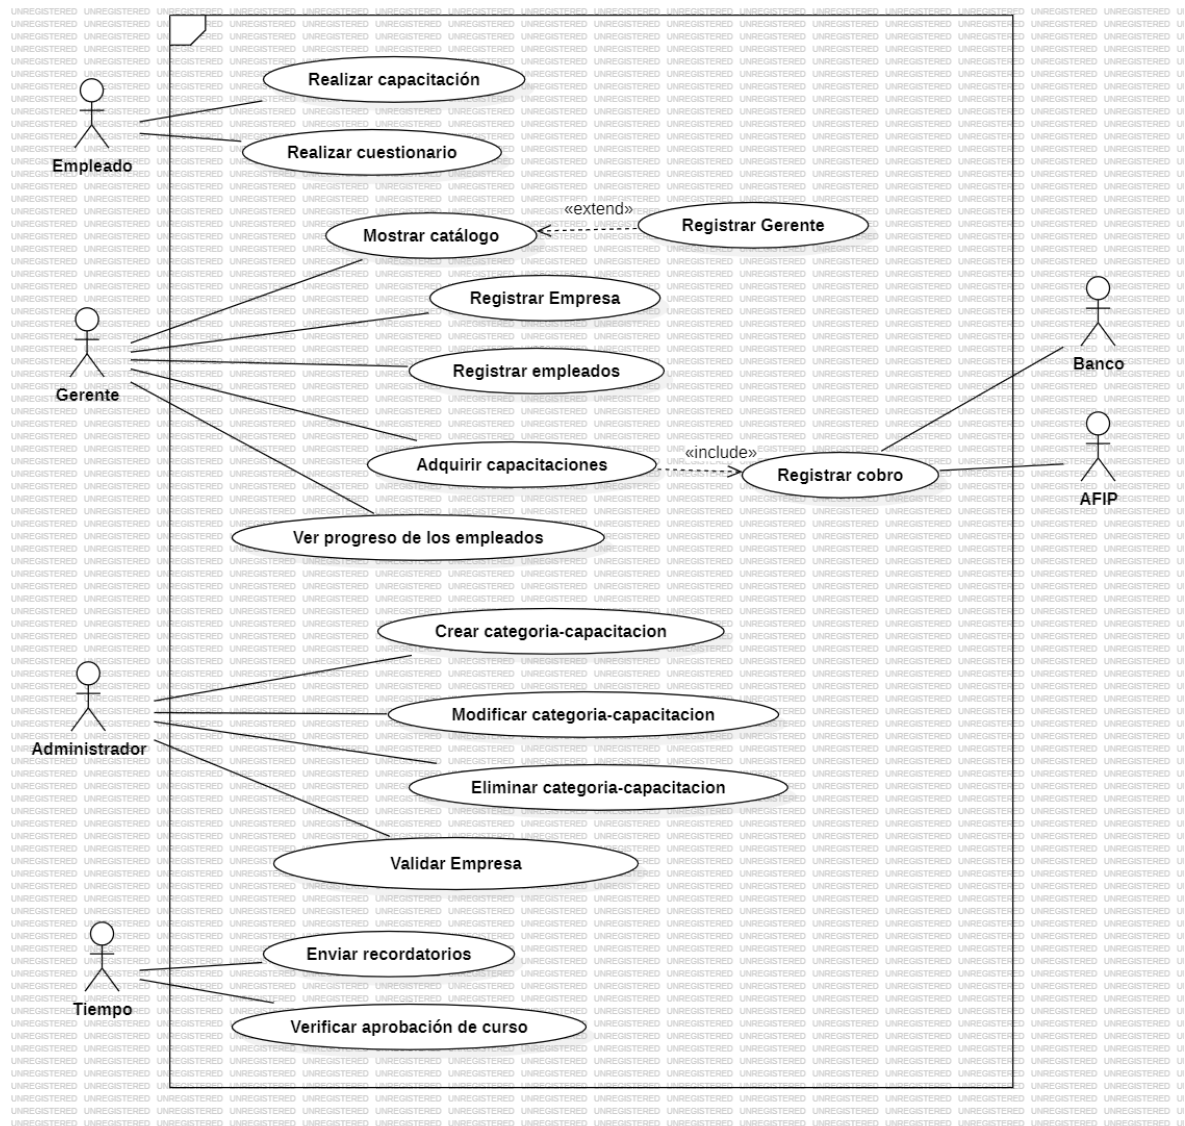 Realizar capacitación
Empleado
Realizar cuestionario
Mostrar catálogo
«extend»
Registrar Gerente
Registrar Empresa
Gerente
Registrar empleados
Banco
Adquirir capacitaciones
«include»
Registrar cobro
AFIP
Ver progreso de los empleados
Crear categoria-capacitacion
Administrador
Modificar categoria-capacitacion
Eliminar categoria-capacitacion
Validar Empresa
Enviar recordatorios
Tiempo
Verificar aprobación de curso
UNREGISTERED